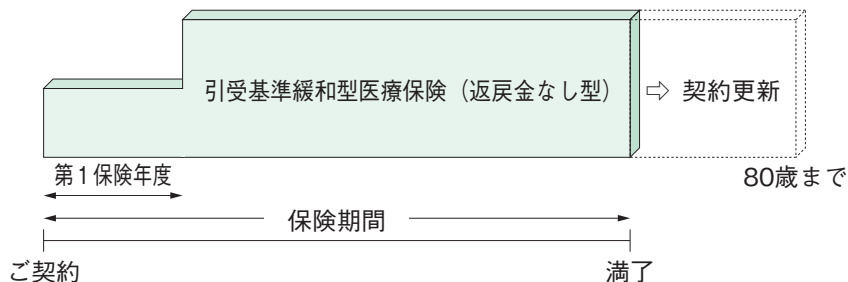 引受基準緩和型医療保険（返戻金なし型）
⇨ 契約更新
第1保険年度
80歳まで
保険期間
ご契約
満了